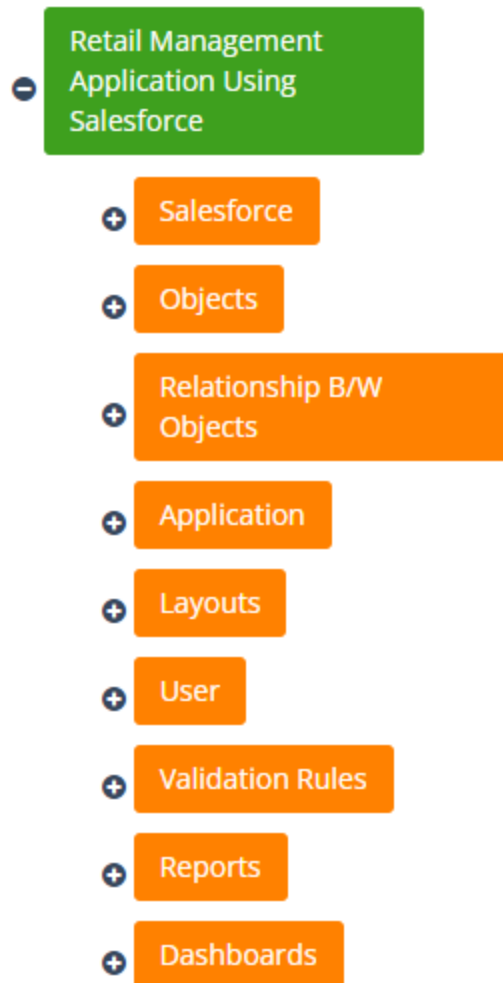 Retail Management
Application Using
Salesforce
Salesforce
Objects
Relationship B/W
Objects
Application
Layouts
User
Validation Rules
Reports
Dashboards